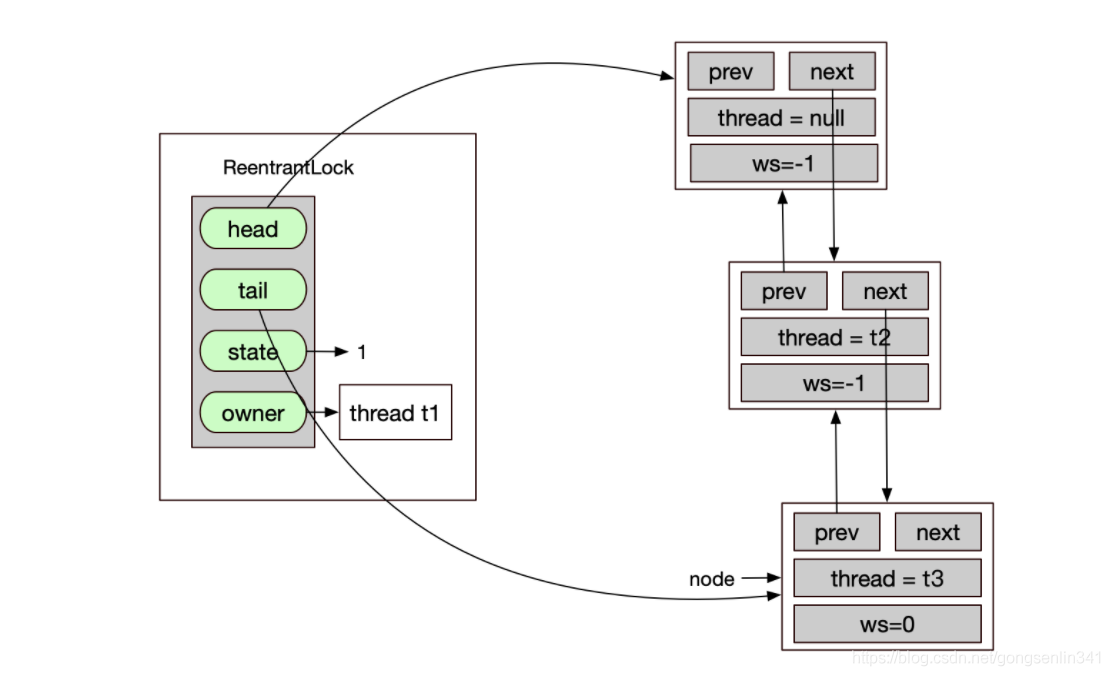 ReentrantLock
head
tail
state
1
owner
thread t1
prev
next
thread = null
ws=-1
prev
next
thread = t2
ws=-1
node
prev
next
thread = t3
ws=0
https://blog.csdn.net/gongsenlin341